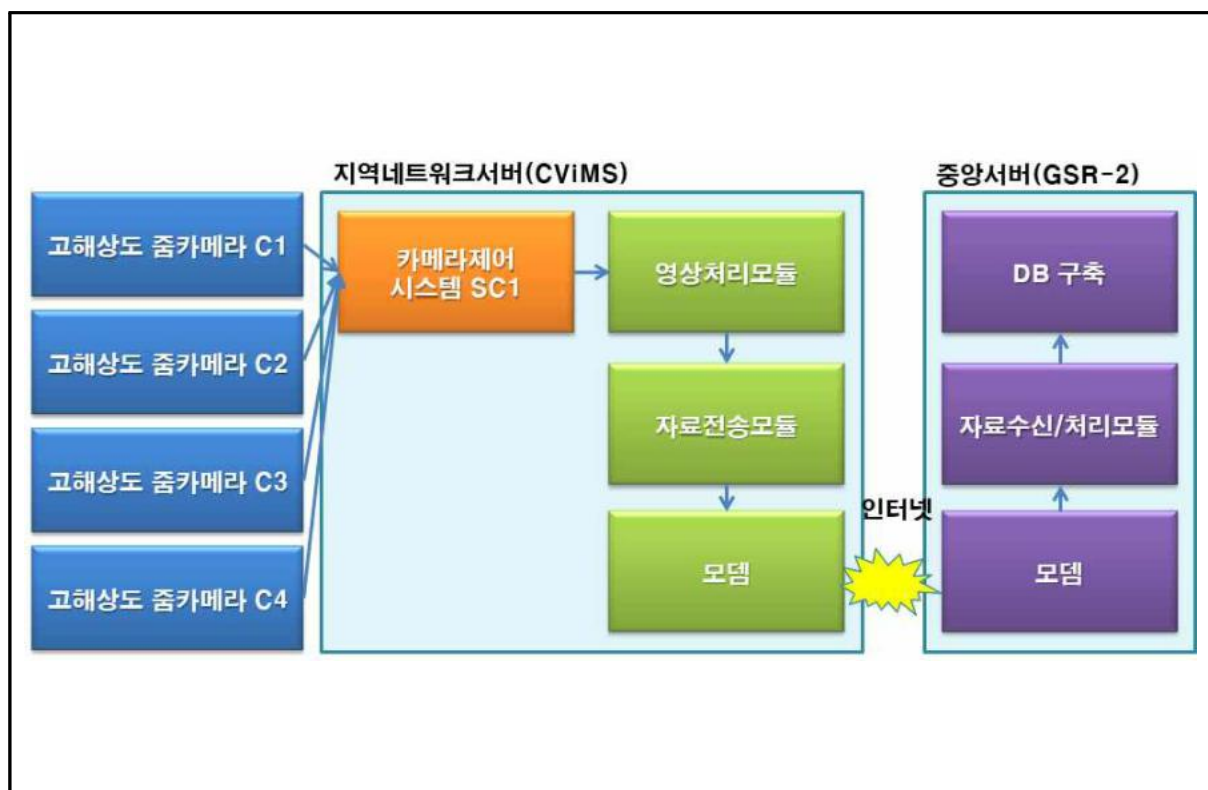 지역네트워크서버(CViMS)
중앙서버(GSR-2)
고해상도 줌카메라 C1
고해상도 줌카메라 C2
고해상도 줌카메라 C3
고해상도 줌카메라 C4
카메라제어
시스템 SC1
영상처리모듈
자료전송모듈
모뎀
인터넷
DB 구축
자료수신/처리모듈
모뎀